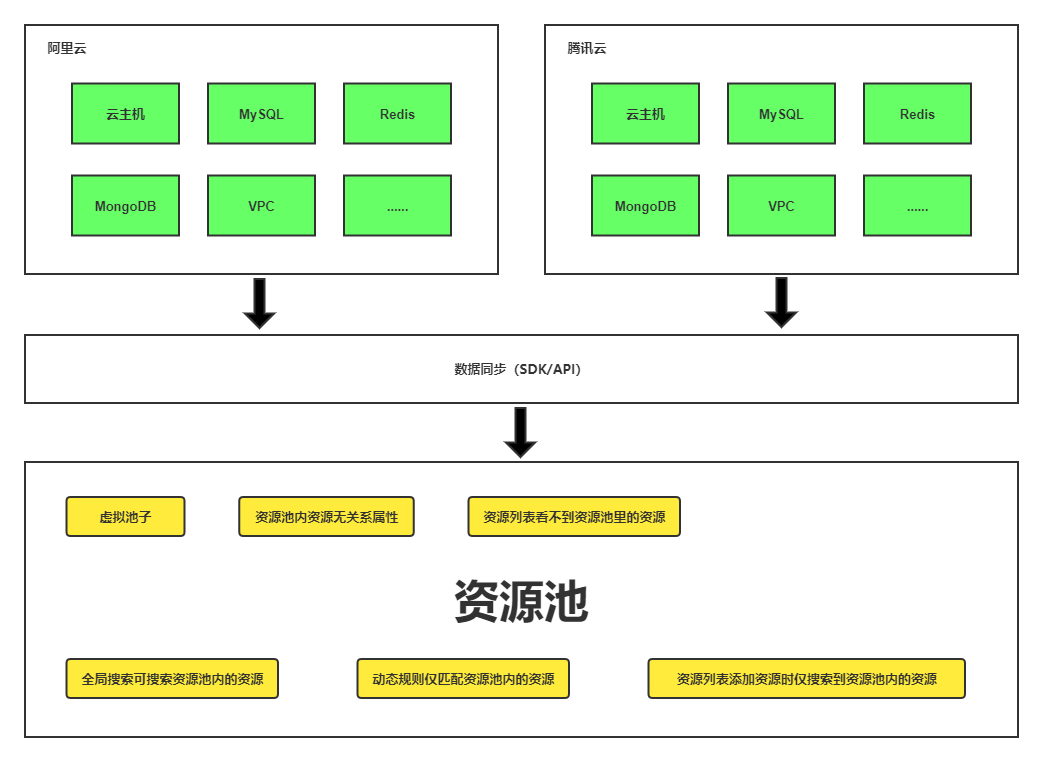 阿里云
云主机
MySQL
Redis
MongoDB
VPC
......
腾讯云
云主机
MySQL
Redis
MongoDB
VPC
......
数据同步（SDK/API）
虚拟池子
资源池内资源无关系属性
资源列表看不到资源池里的资源
资源池
全局搜索可搜索资源池内的资源
动态规则仅匹配资源池内的资源
资源列表添加资源时仅搜索到资源池内的资源